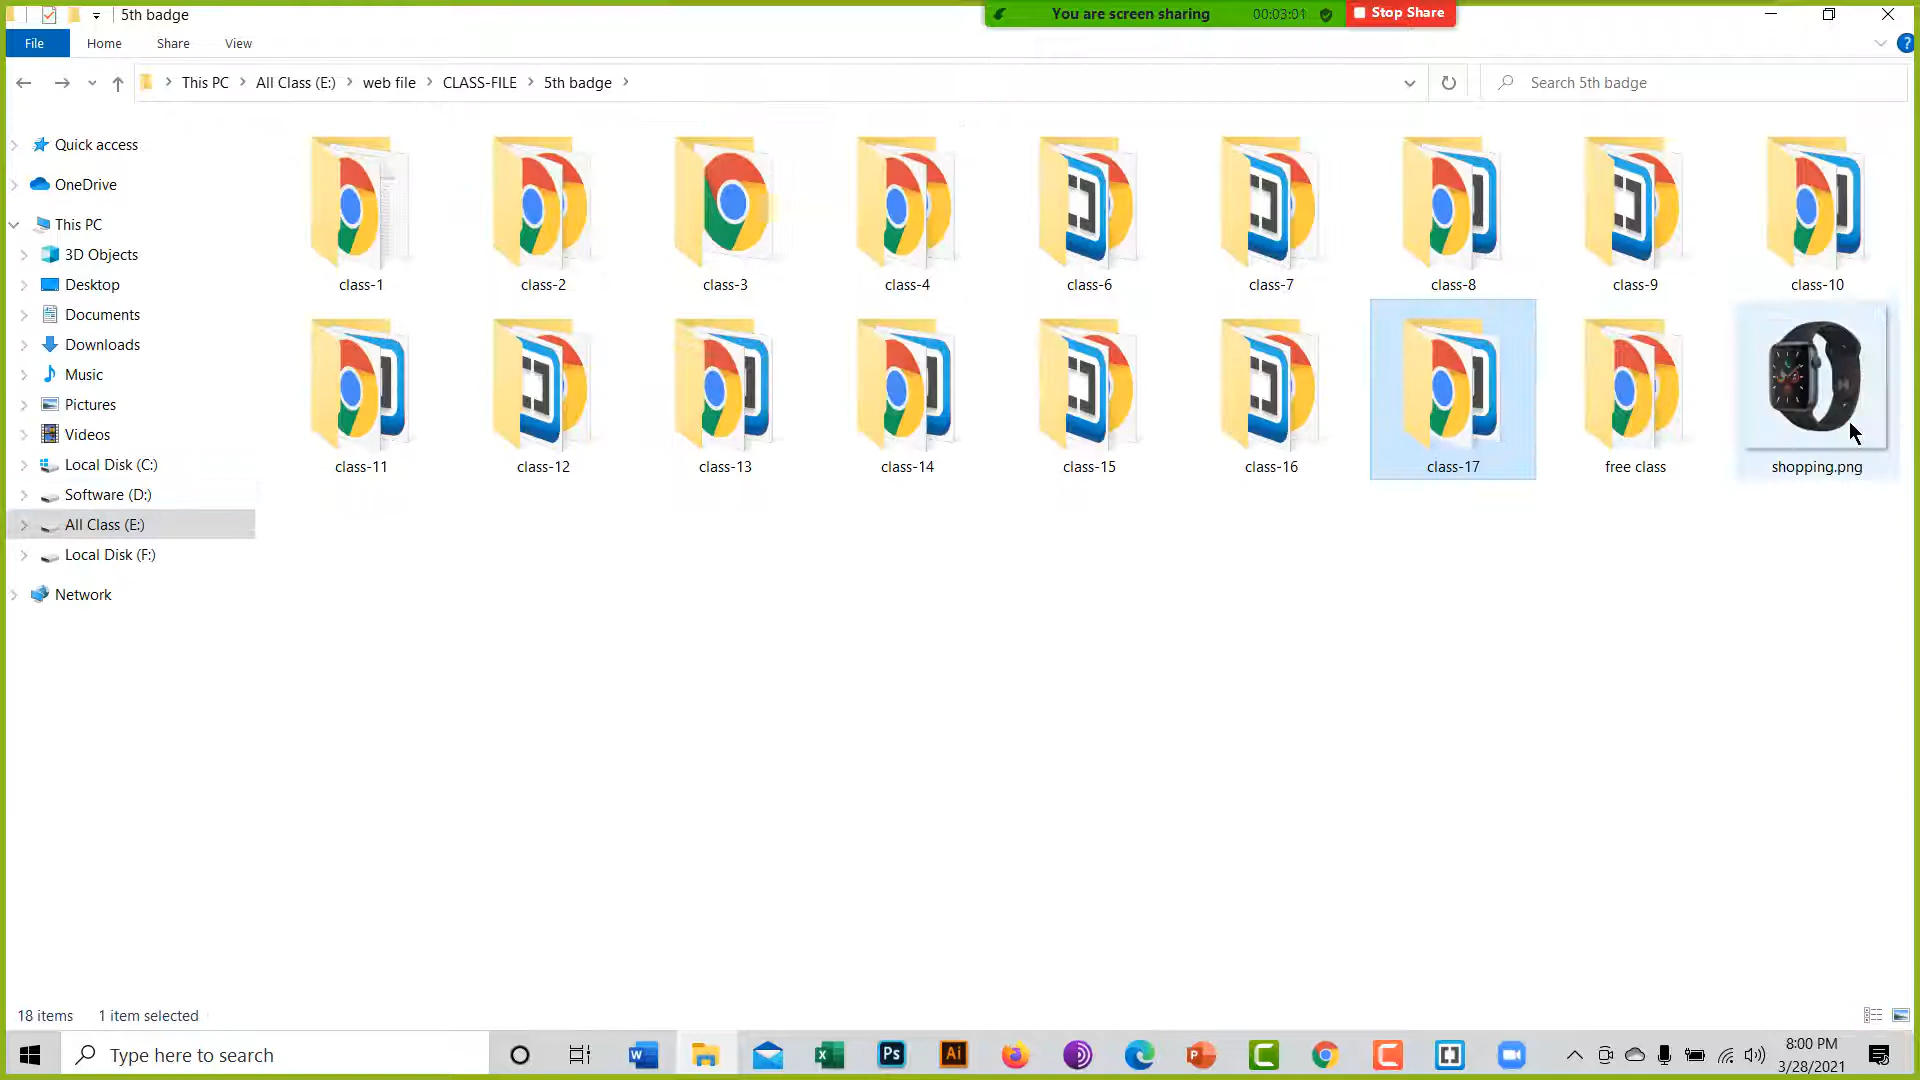 5th badge
You are screen sharing
00:03:01
Stop Share
File
Home
Share
View
This PC
All Class (E:)
web file
CLASS-FILE
5th badge
Search 5th badge
Quick access
OneDrive
This PC
3D Objects
Desktop
Documents
Downloads
Music
Pictures
Videos
Local Disk (C:)
Software (D:)
All Class (E:)
Local Disk (F:)
Network
class-1
class-2
class-3
class-4
class-6
class-7
class-8
class-9
class-10
class-11
class-12
class-13
class-14
class-15
class-16
class-17
free class
shopping.png
18 items
1 item selected
Type here to search
8:00 PM
3/28/2021